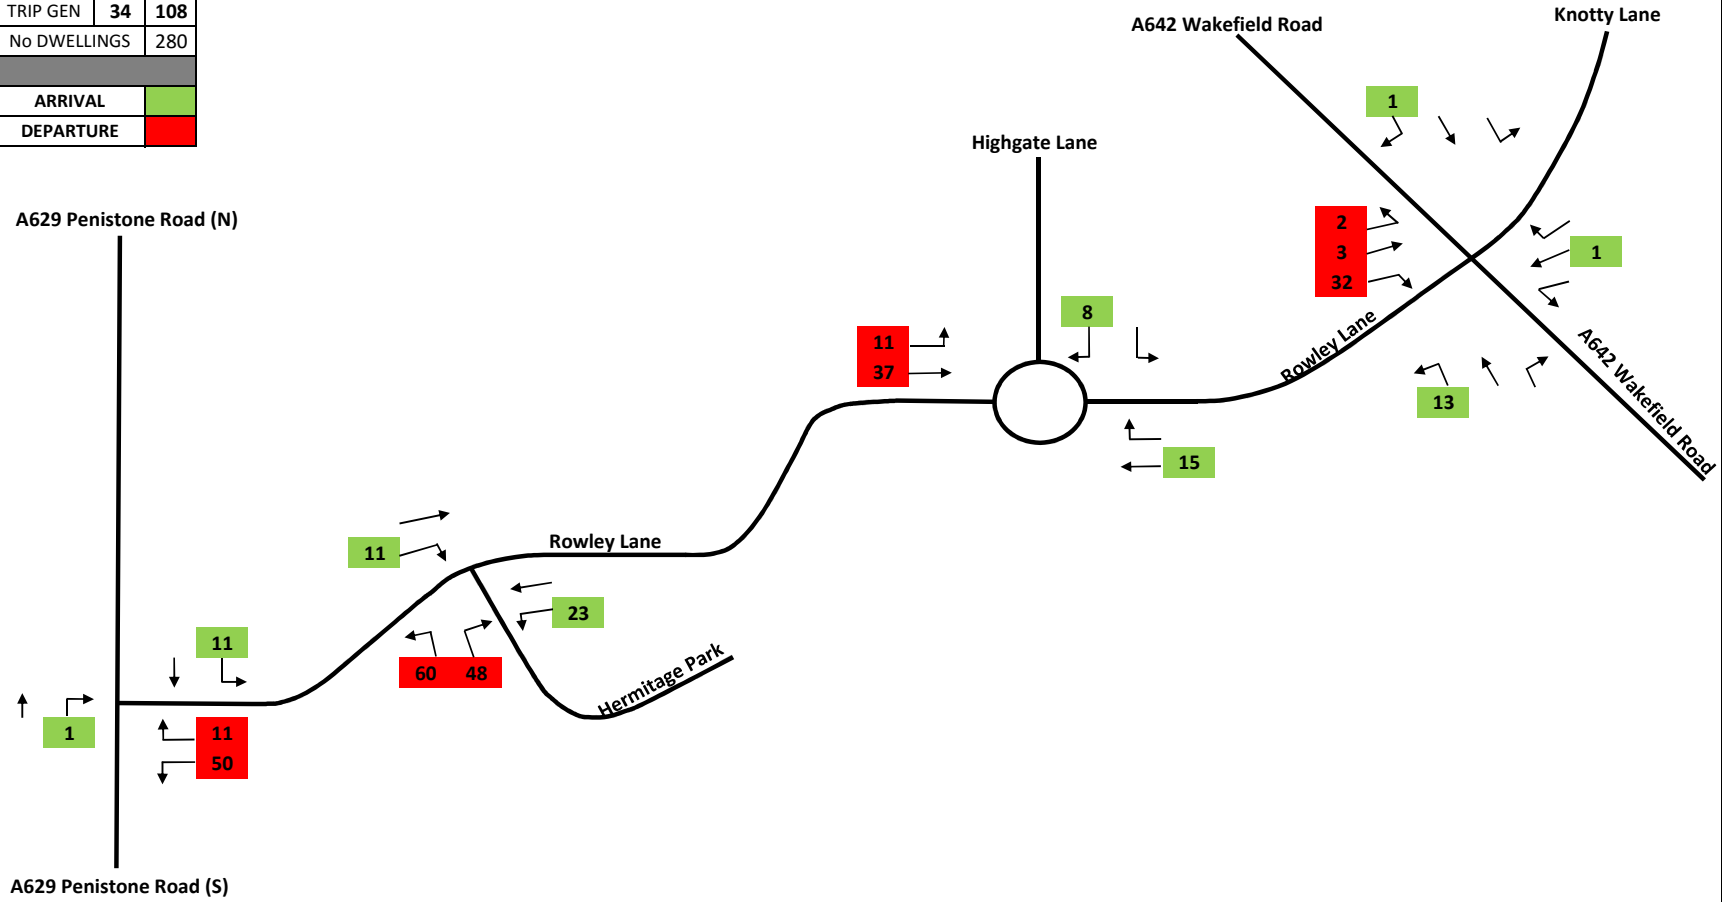 TRIP GEN 34 108
No DWELLINGS 280
ARRIVAL
DEPARTURE
A642 Wakefield Road
Knotty Lane
1
Highgate Lane
A629 Penistone Road (N)
2
3
32
1
8
11
37
Rowley Lane
A642 Wakefield Road
13
15
Rowley Lane
11
23
11
60 48
Hermitage Park
1
11
50
A629 Penistone Road (S)